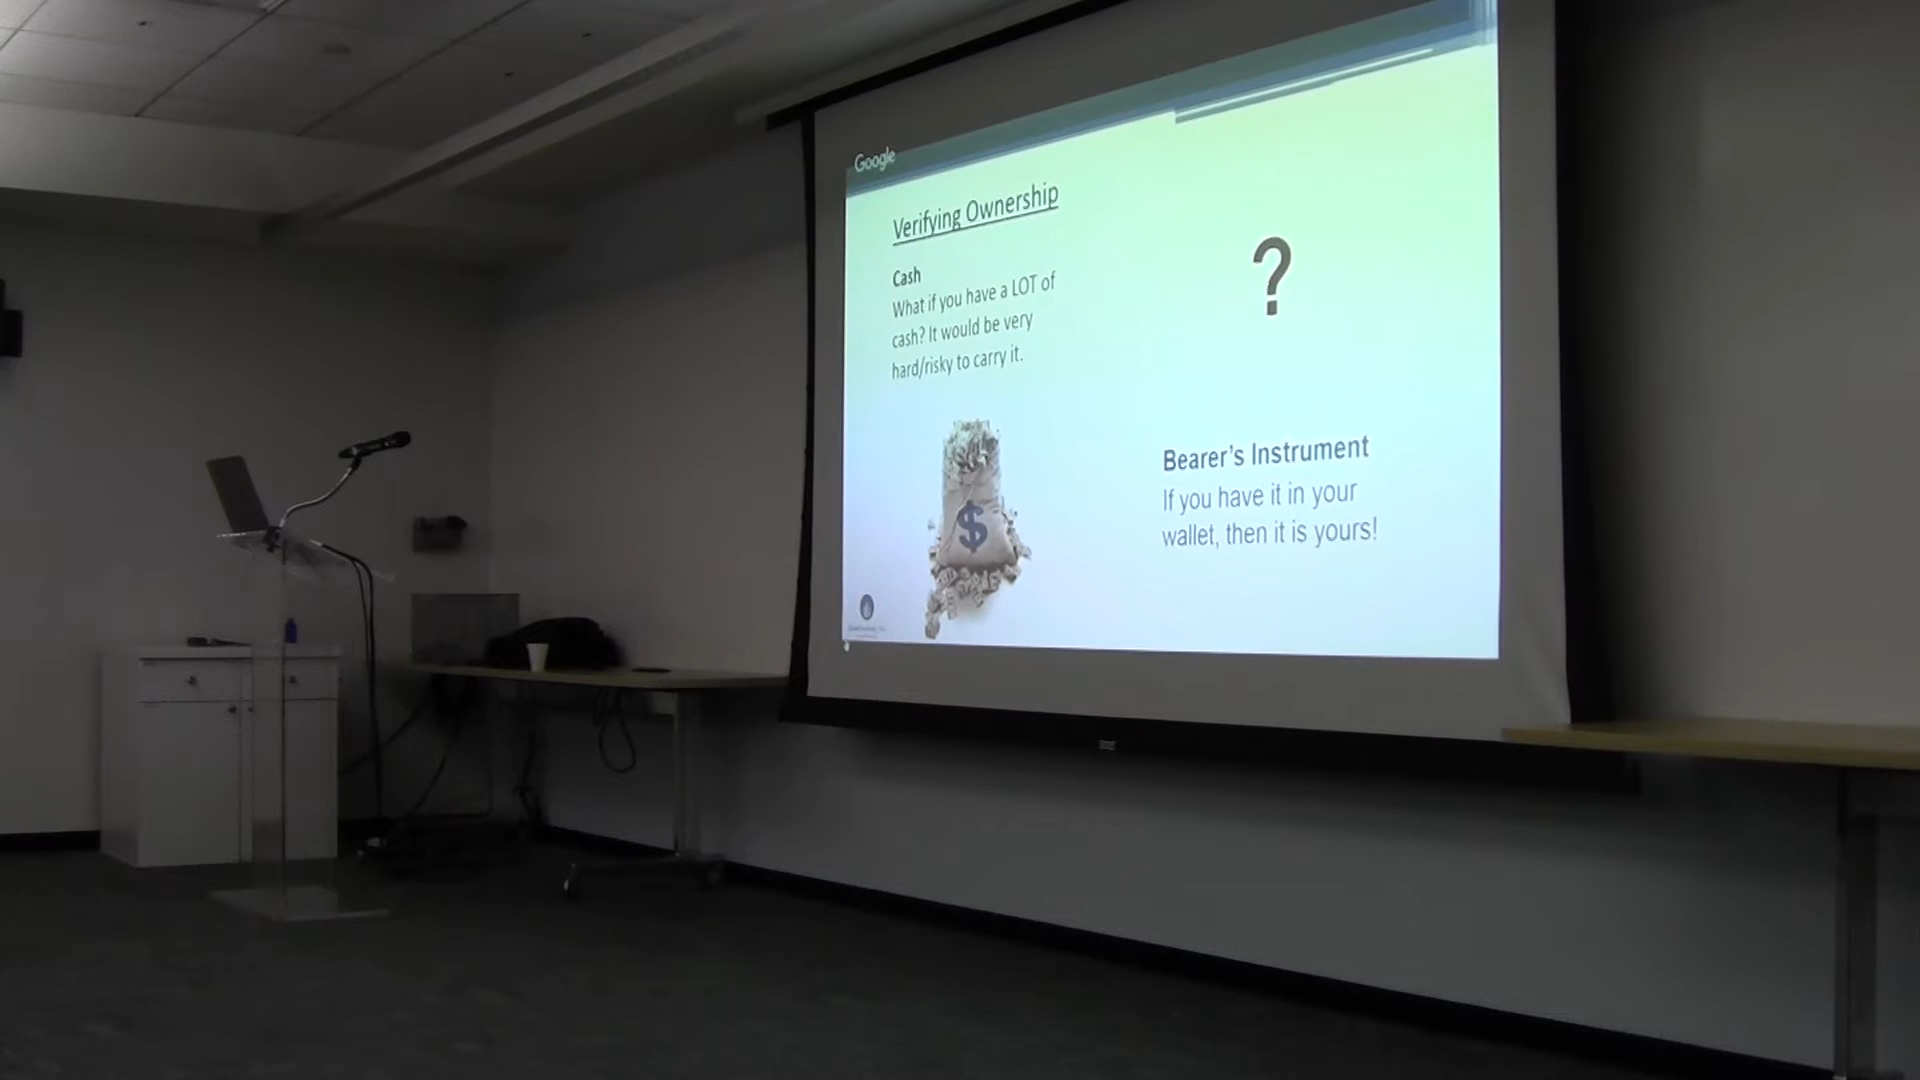 Google
Verifying Ownership
Cash
What if you have a LOT of
cash? It would be very
hard/risky to carry it.
$
?
Bearer's Instrument
If you have it in your
wallet, then it is yours!